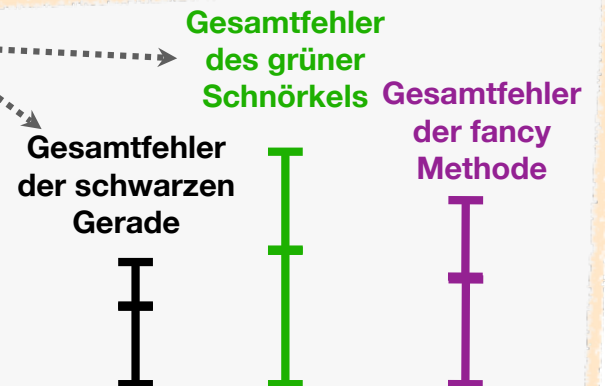 Gesamtfehler
des grüner
Schnörkels
Gesamtfehler
der fancy
Methode
Gesamtfehler
der schwarzen
Gerade